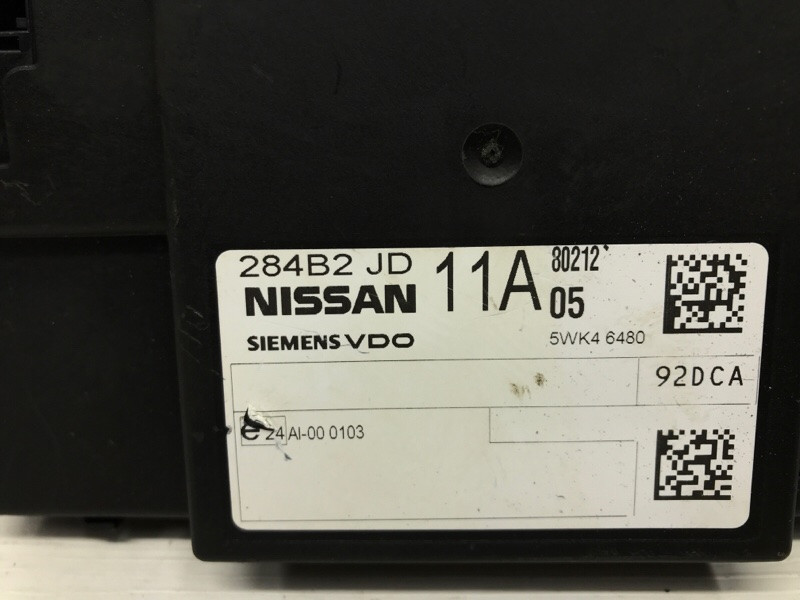 284B2 JD 11A 80212
NISSAN 05
SIEMENS VDO 5WK4 6480
92DCA
e 24 AI-00 0103